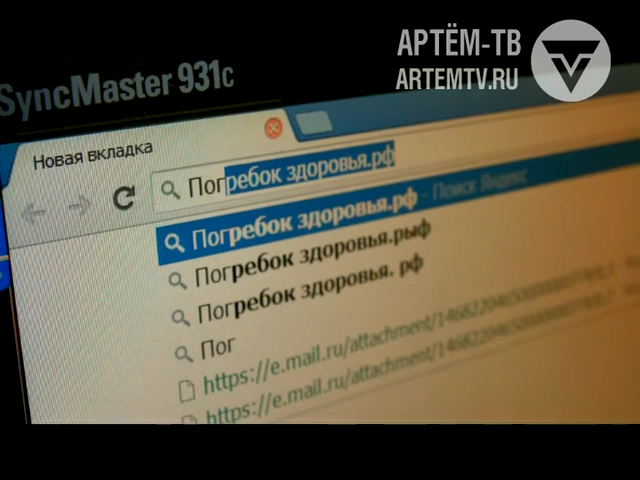 АРТЁМ-ТВ
ARTEMTV.RU
SyncMaster 931c
Новая вкладка
Погребок здоровья.рф
Погребок здоровья.рф - Поиск Яндекс
Погребок здоровья.рыф
Погребок здоровья. рф
Пог
https://e.mail.ru/attachment/
https://e.mail.ru/attachment/